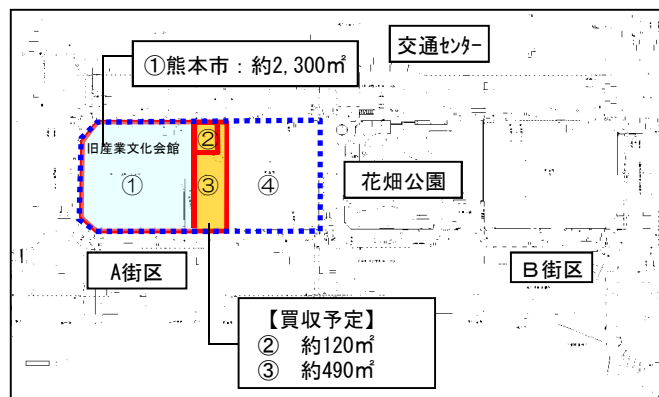 交通ｾﾝﾀｰ
①熊本市：約2,300㎡
旧産業文化会館
②
①
③
④
花畑公園
A街区
B街区
【買収予定】
② 約120㎡
③ 約490㎡